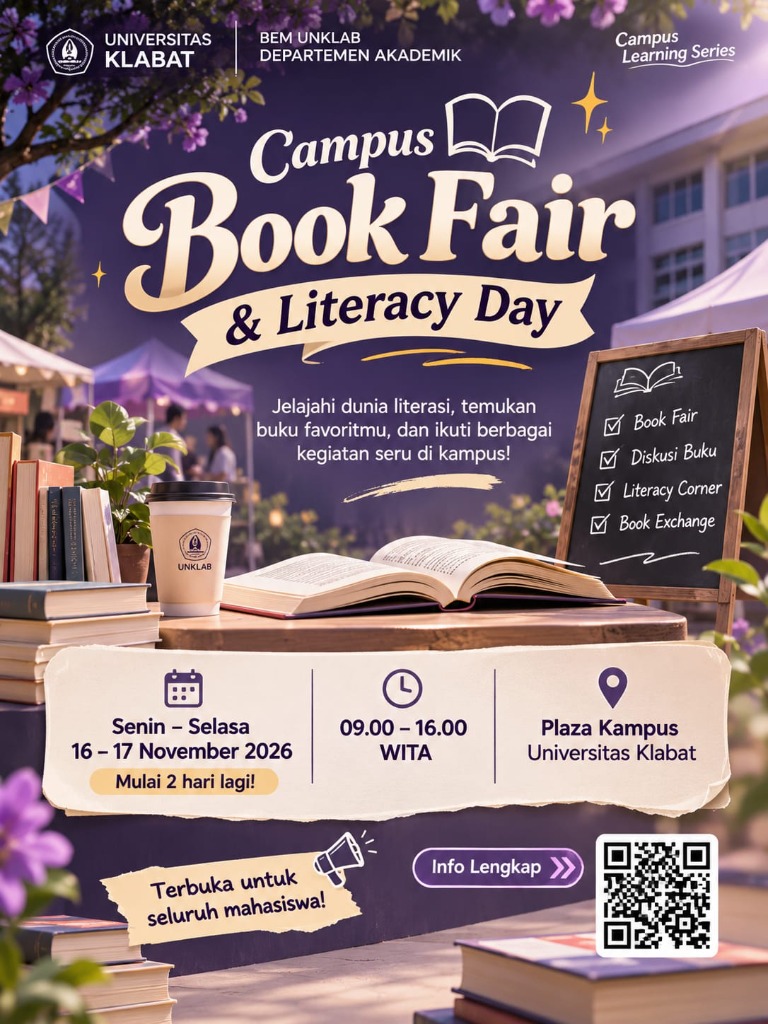 UNIVERSITAS
KLABAT
BEM UNKLAB
DEPARTEMEN AKADEMIK
Campus
Learning Series
Campus
Book Fair
& Literacy Day
Jelajahi dunia literasi, temukan
buku favoritmu, dan ikuti berbagai
kegiatan seru di kampus!
Book Fair
Diskusi Buku
Literacy Corner
Book Exchange
UNKLAB
Senin – Selasa
16 – 17 November 2026
Mulai 2 hari lagi!
09.00 – 16.00
WITA
Plaza Kampus
Universitas Klabat
Terbuka untuk
seluruh mahasiswa!
Info Lengkap